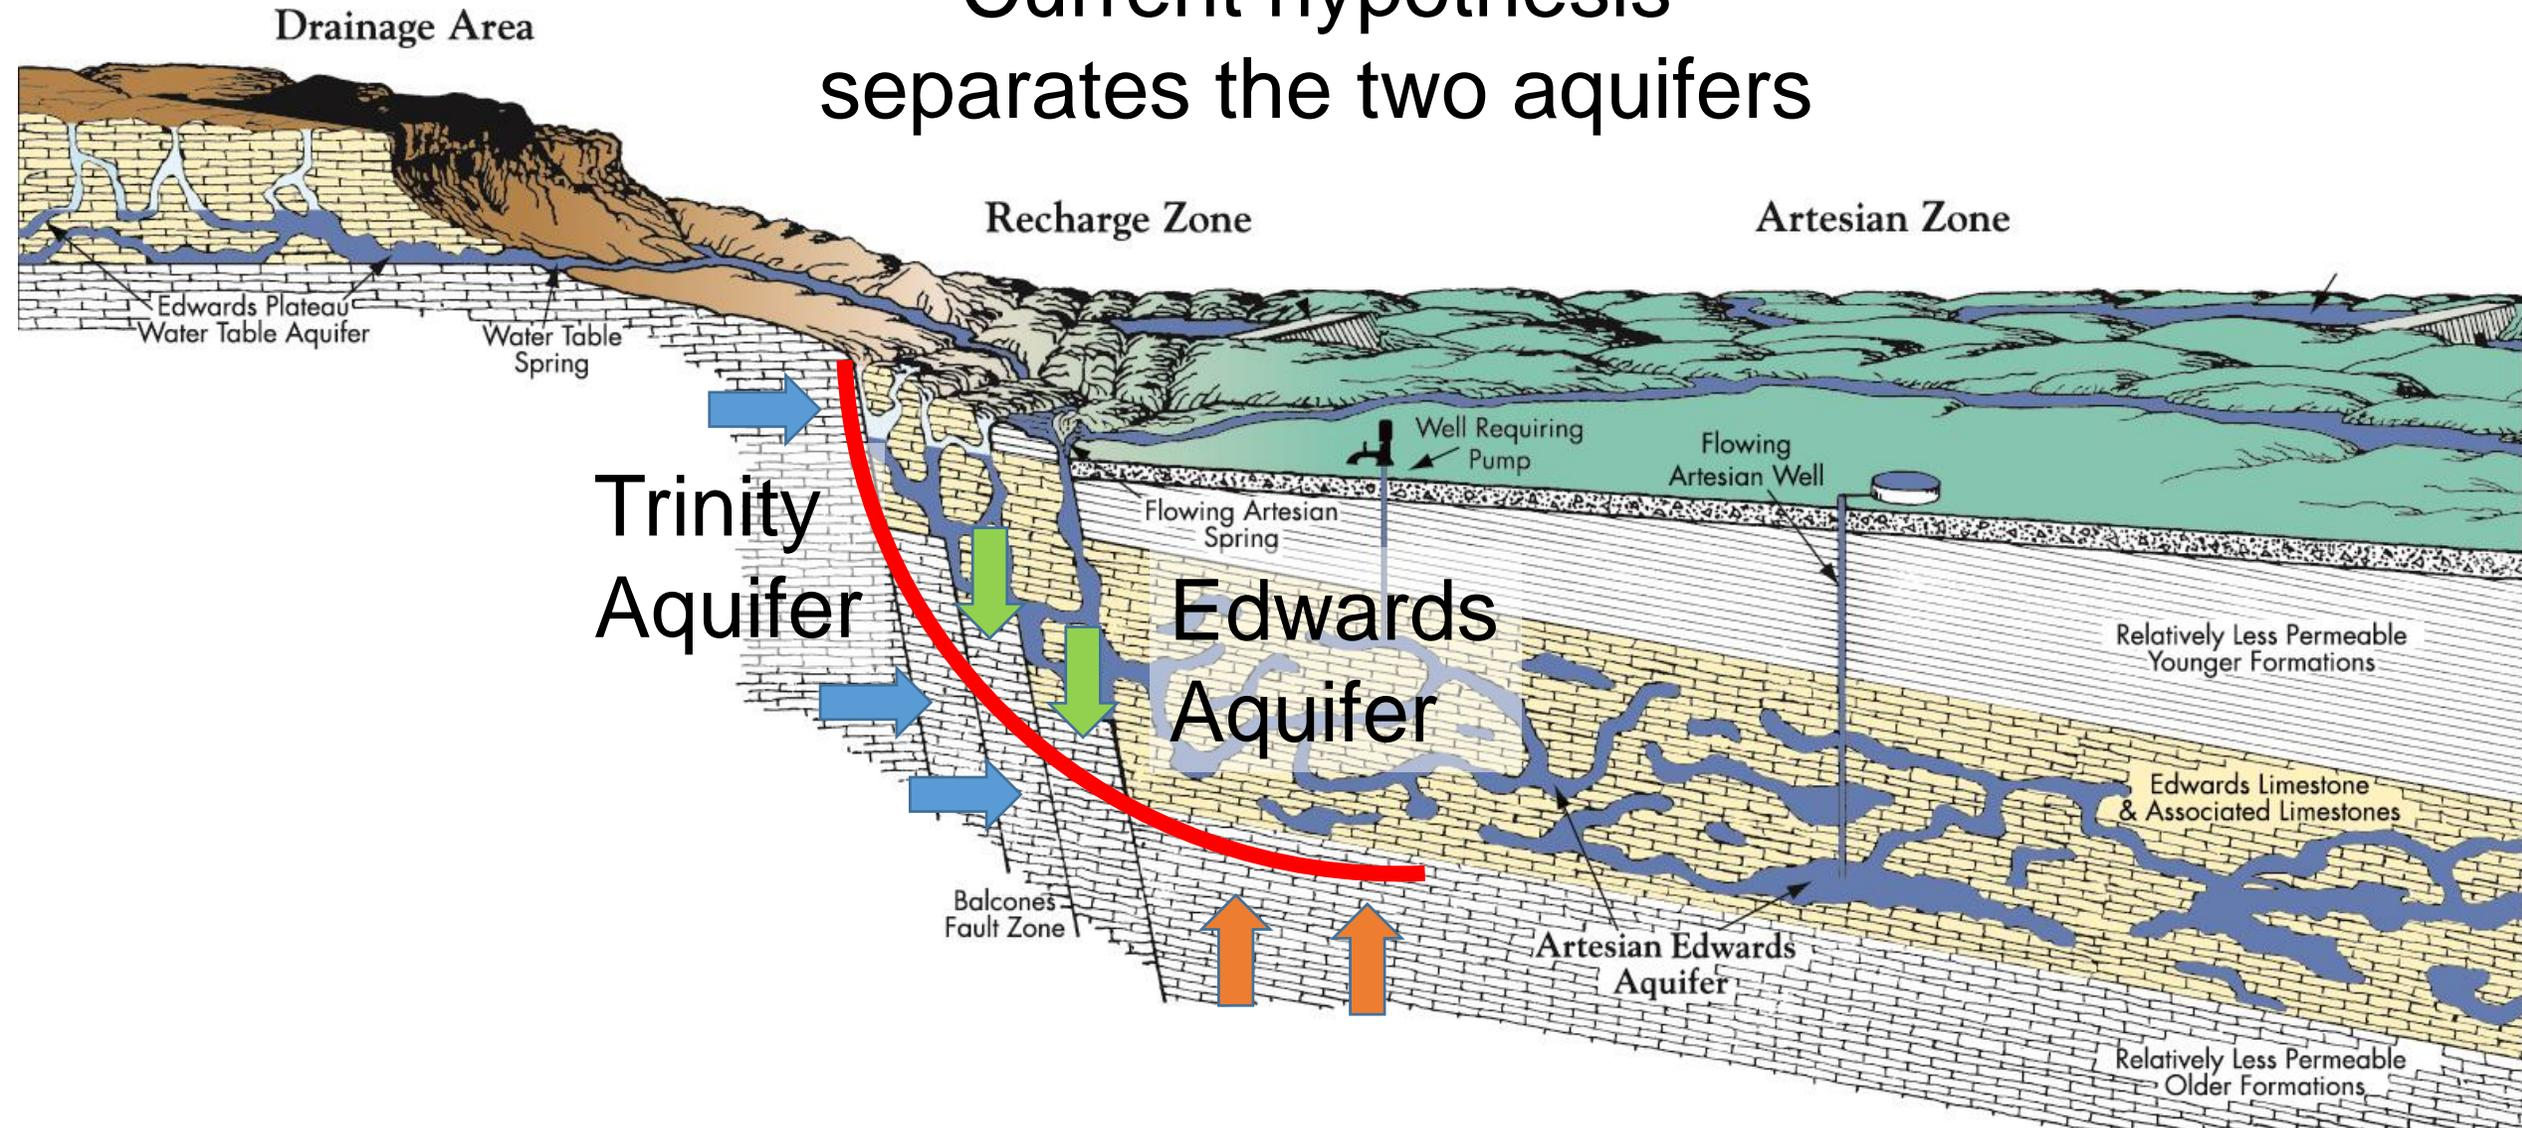 Drainage Area
Current hypothesis
separates the two aquifers
Recharge Zone
Artesian Zone
Edwards Plateau
Water Table Aquifer
Water Table
Spring
Well Requiring
Pump
Flowing
Artesian Well
Trinity
Aquifer
Flowing Artesian
Spring
Edwards
Aquifer
Relatively Less Permeable
Younger Formations
Edwards Limestone
& Associated Limestones
Balcones
Fault Zone
Artesian Edwards
Aquifer
Relatively Less Permeable
Older Formations